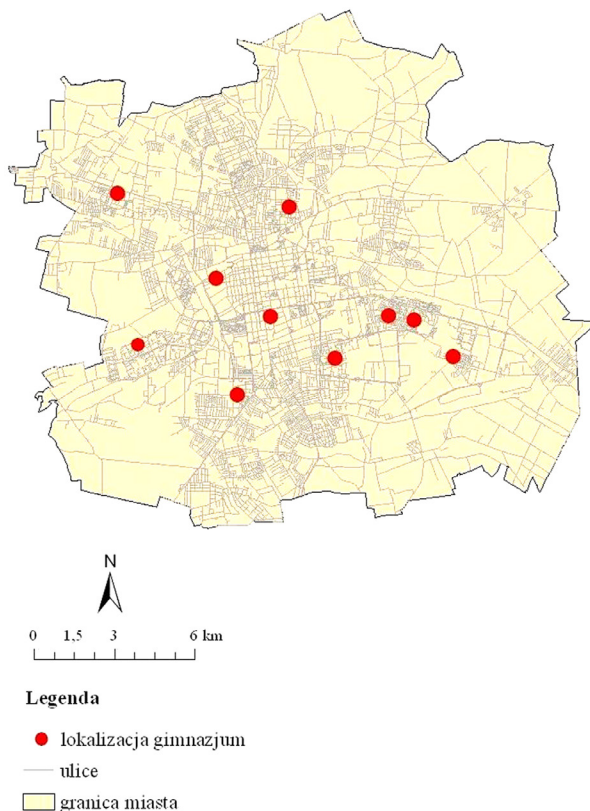 N
0 1,5 3 6 km
Legenda
lokalizacja gimnazjum
ulice
granica miasta